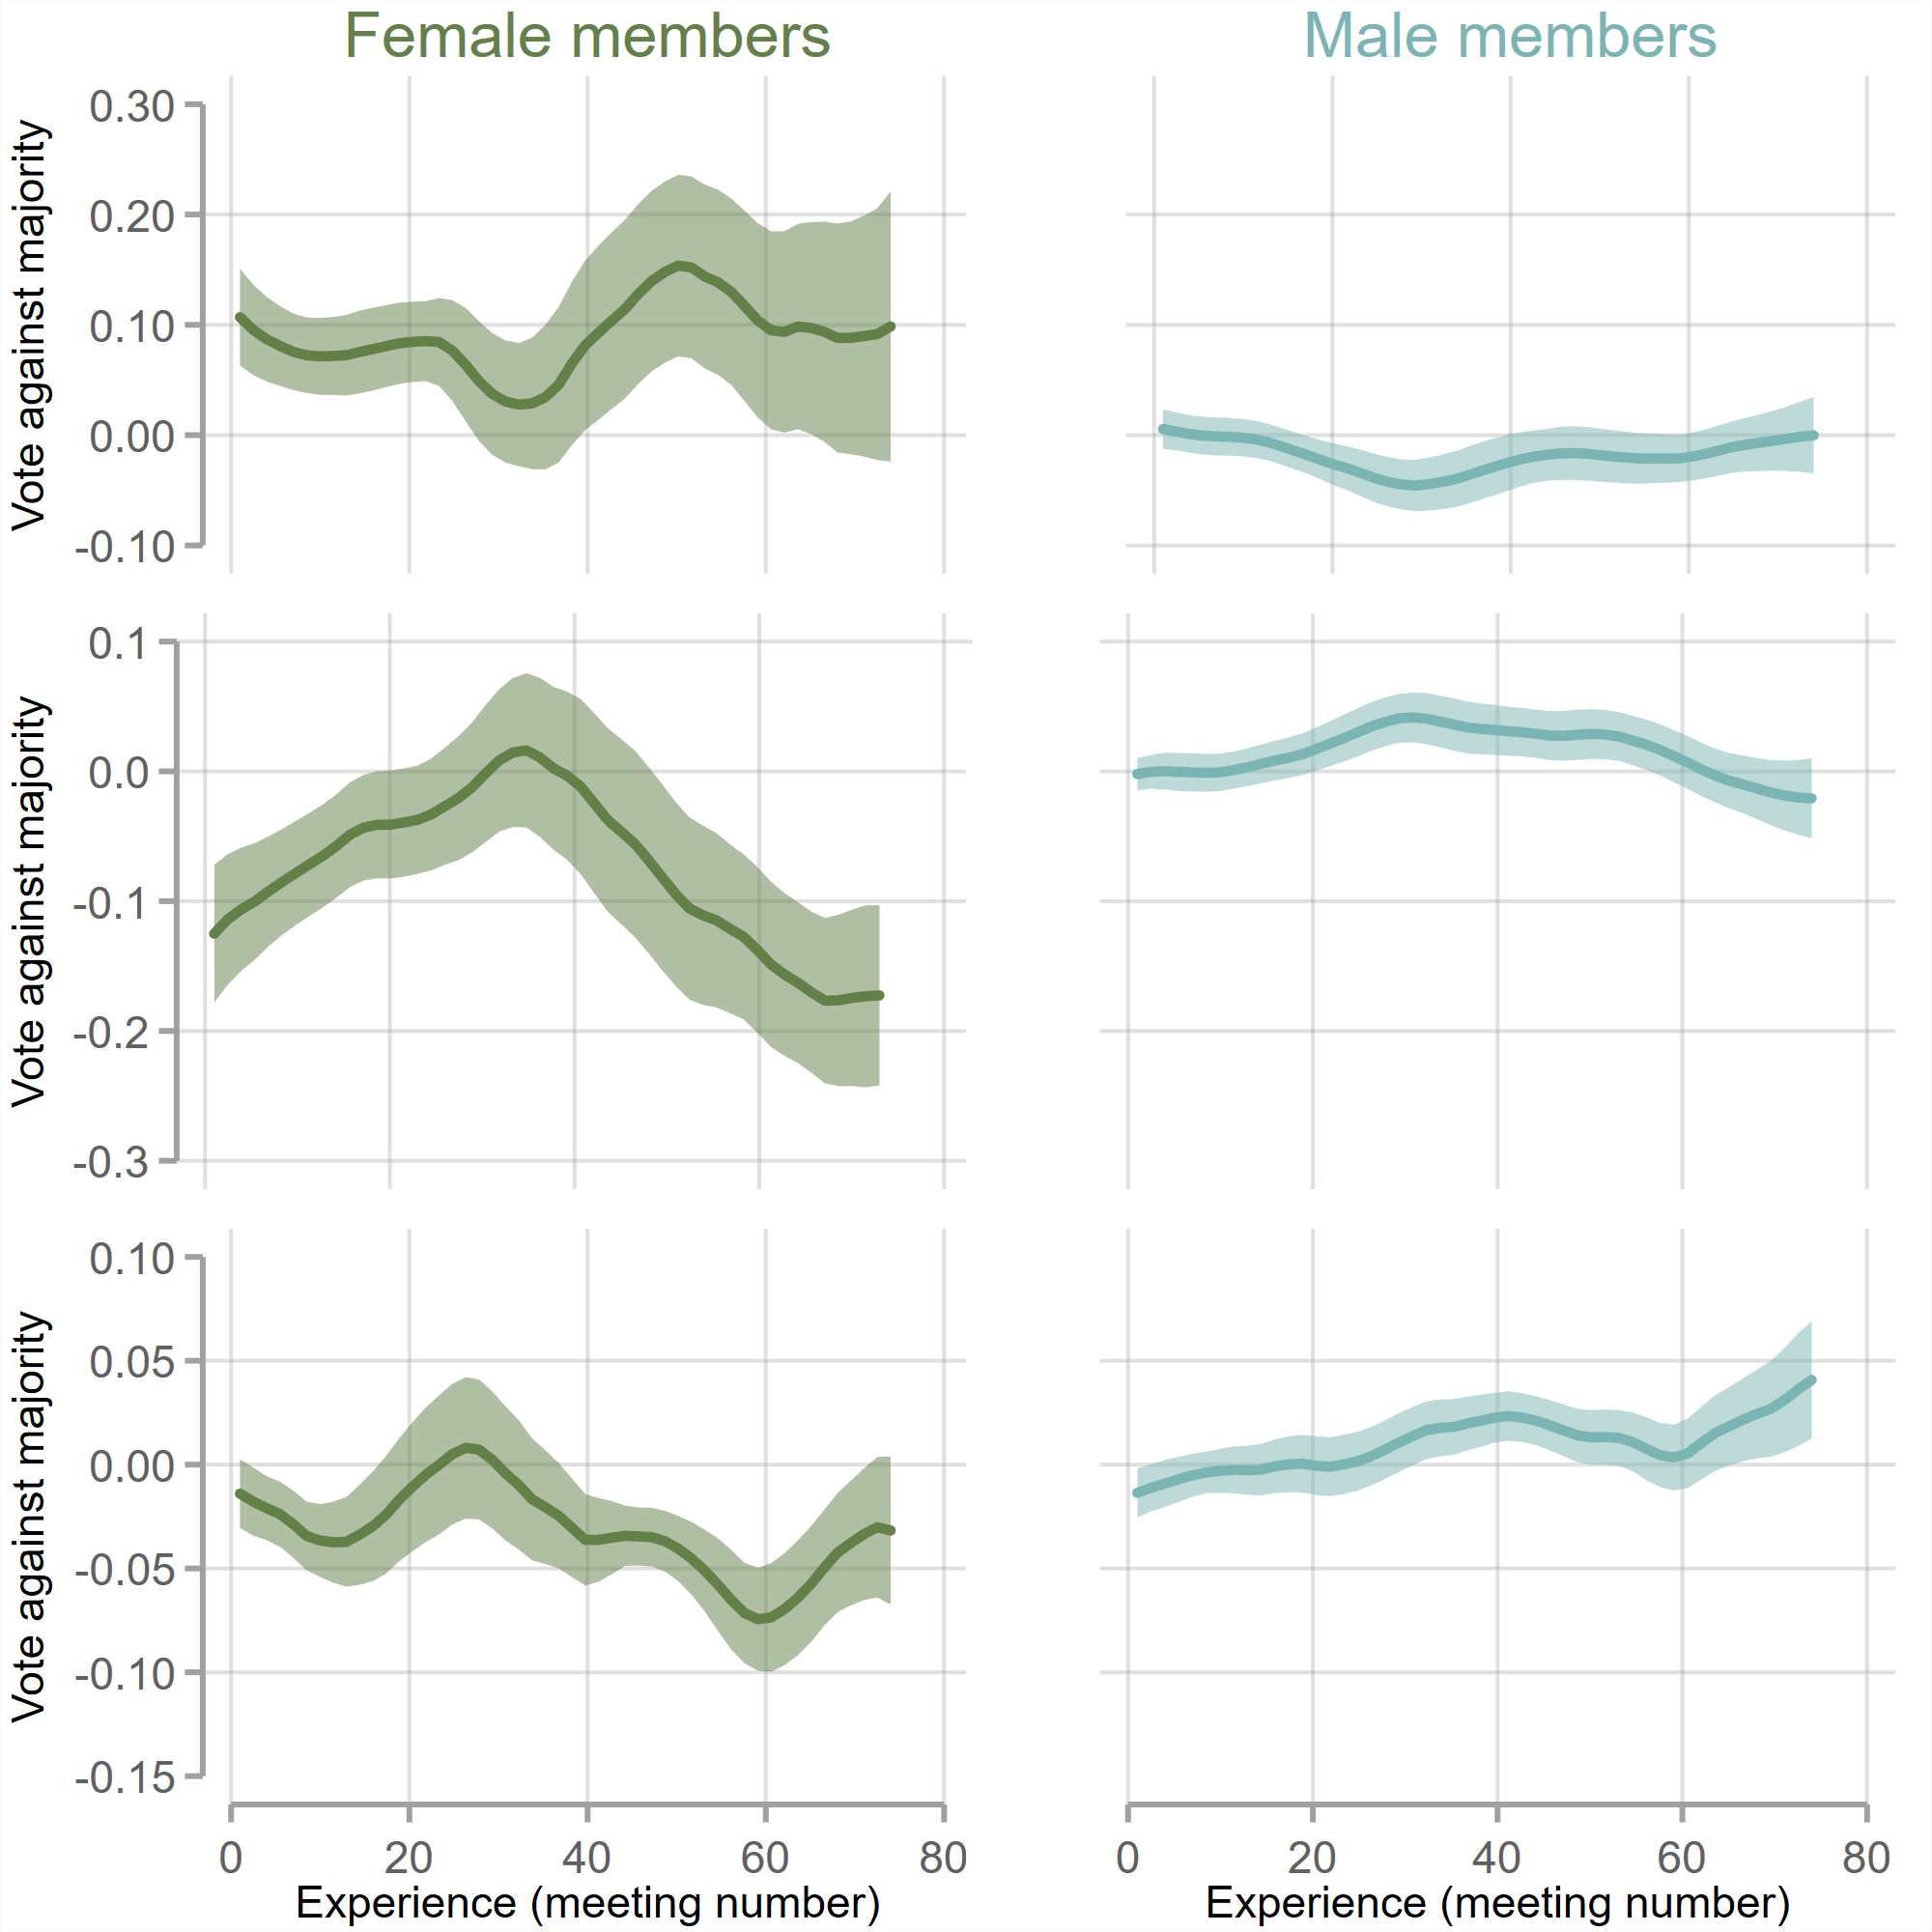 Female members
Male members
Vote against majority
0.30
0.20
0.10
0.00
-0.10
Vote against majority
0.1
0.0
-0.1
-0.2
-0.3
Vote against majority
0.10
0.05
0.00
-0.05
-0.10
-0.15
0 20 40 60 80
0 20 40 60 80
Experience (meeting number)
Experience (meeting number)